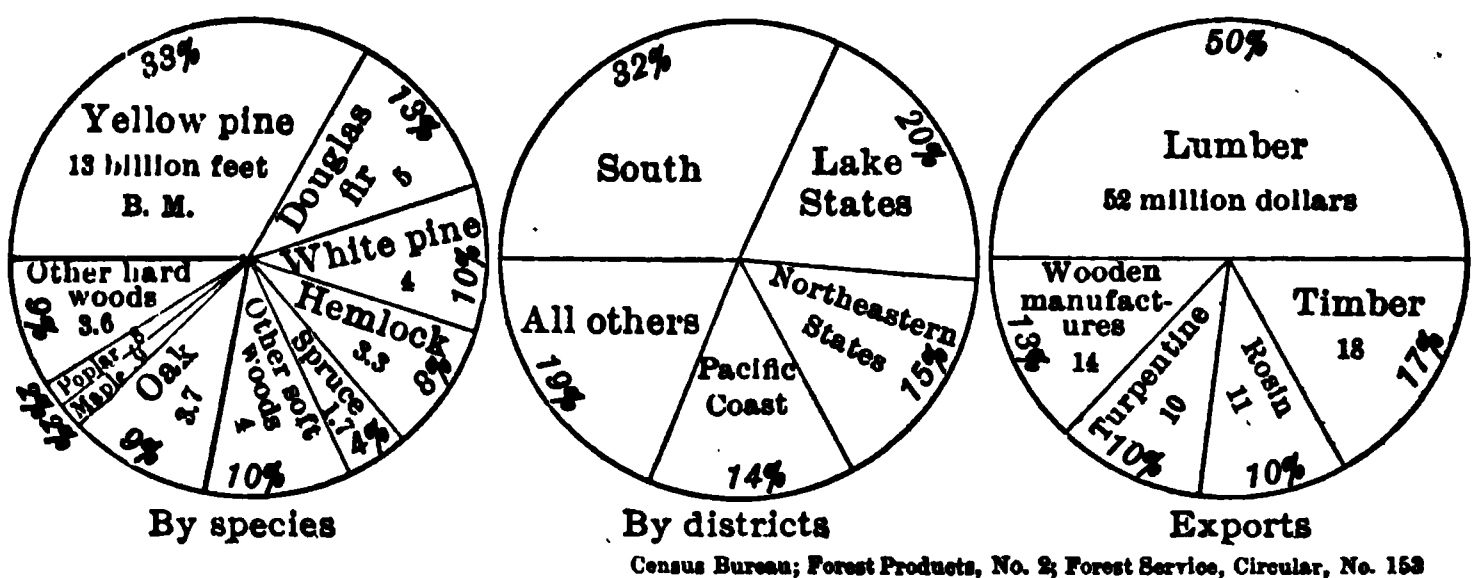 33%
Yellow pine
13 billion feet
B. M.
13%
Douglas
fir 5
White pine
4
10%
Hemlock
3.3
8%
Spruce
1.7
4%
Other soft
woods
4
10%
Oak
3.7
9%
Maple
2%
Poplar
2%
Other hard
woods
3.6
9%
By species
32%
South
20%
Lake
States
Northeastern
States
15%
Pacific
Coast
14%
All others
19%
By districts
50%
Lumber
52 million dollars
Timber
18
17%
Rosin
11
10%
Turpentine
10
10%
Wooden
manufact-
ures
14
13%
Exports
Census Bureau; Forest Products, No. 2; Forest Service, Circular, No. 153